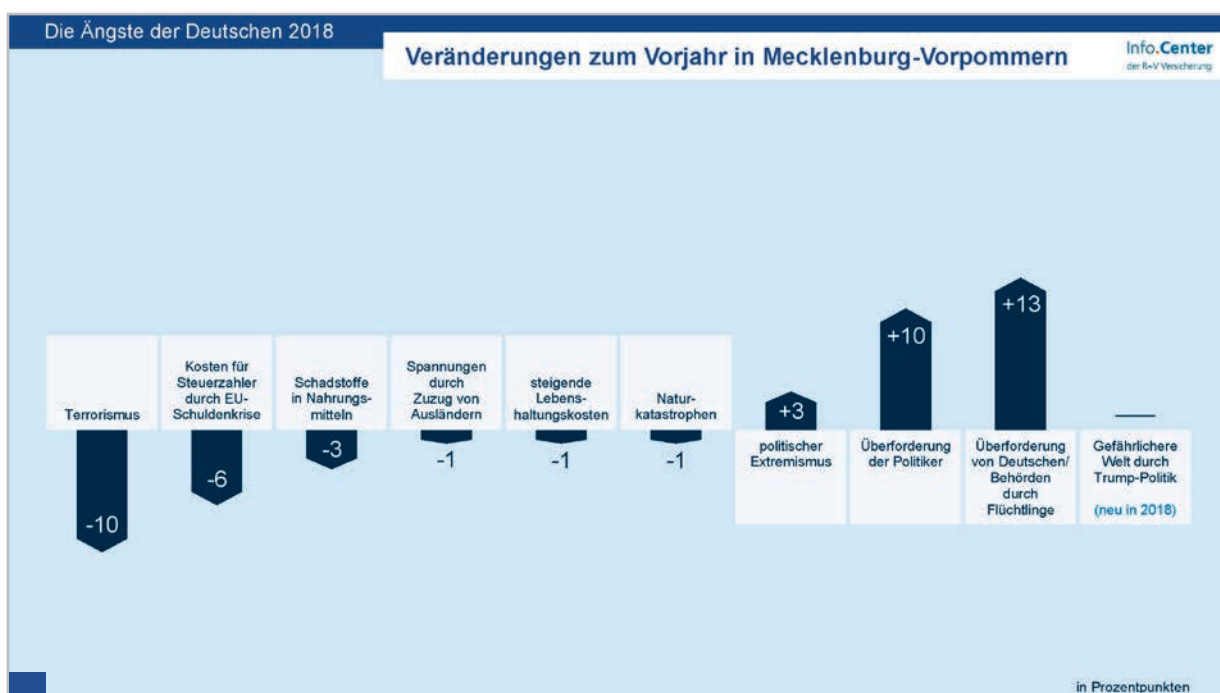 Die Ängste der Deutschen 2018
Veränderungen zum Vorjahr in Mecklenburg-Vorpommern
Info.Center
der R+V Versicherung
Terrorismus
-10
Kosten für
Steuerzahler
durch EU-
Schuldenkrise
-6
Schadstoffe
in Nahrungs-
mitteln
-3
Spannungen
durch
Zuzug von
Ausländern
-1
steigende
Lebens-
haltungskosten
-1
Natur-
katastrophen
-1
+3
politischer
Extremismus
+10
Überforderung
der Politiker
+13
Überforderung
von Deutschen/
Behörden
durch
Flüchtlinge
Gefährlichere
Welt durch
Trump-Politik
(neu in 2018)
in Prozentpunkten